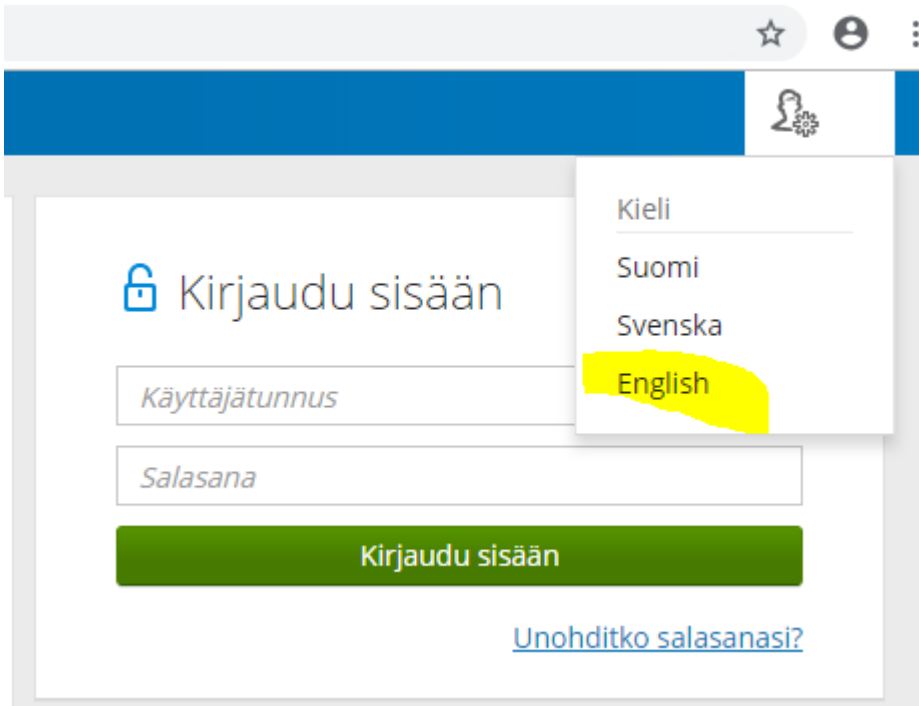 Kieli
Suomi
Svenska
English
Kirjaudu sisään
Käyttäjätunnus
Salasana
Kirjaudu sisään
Unohditko salasanasi?